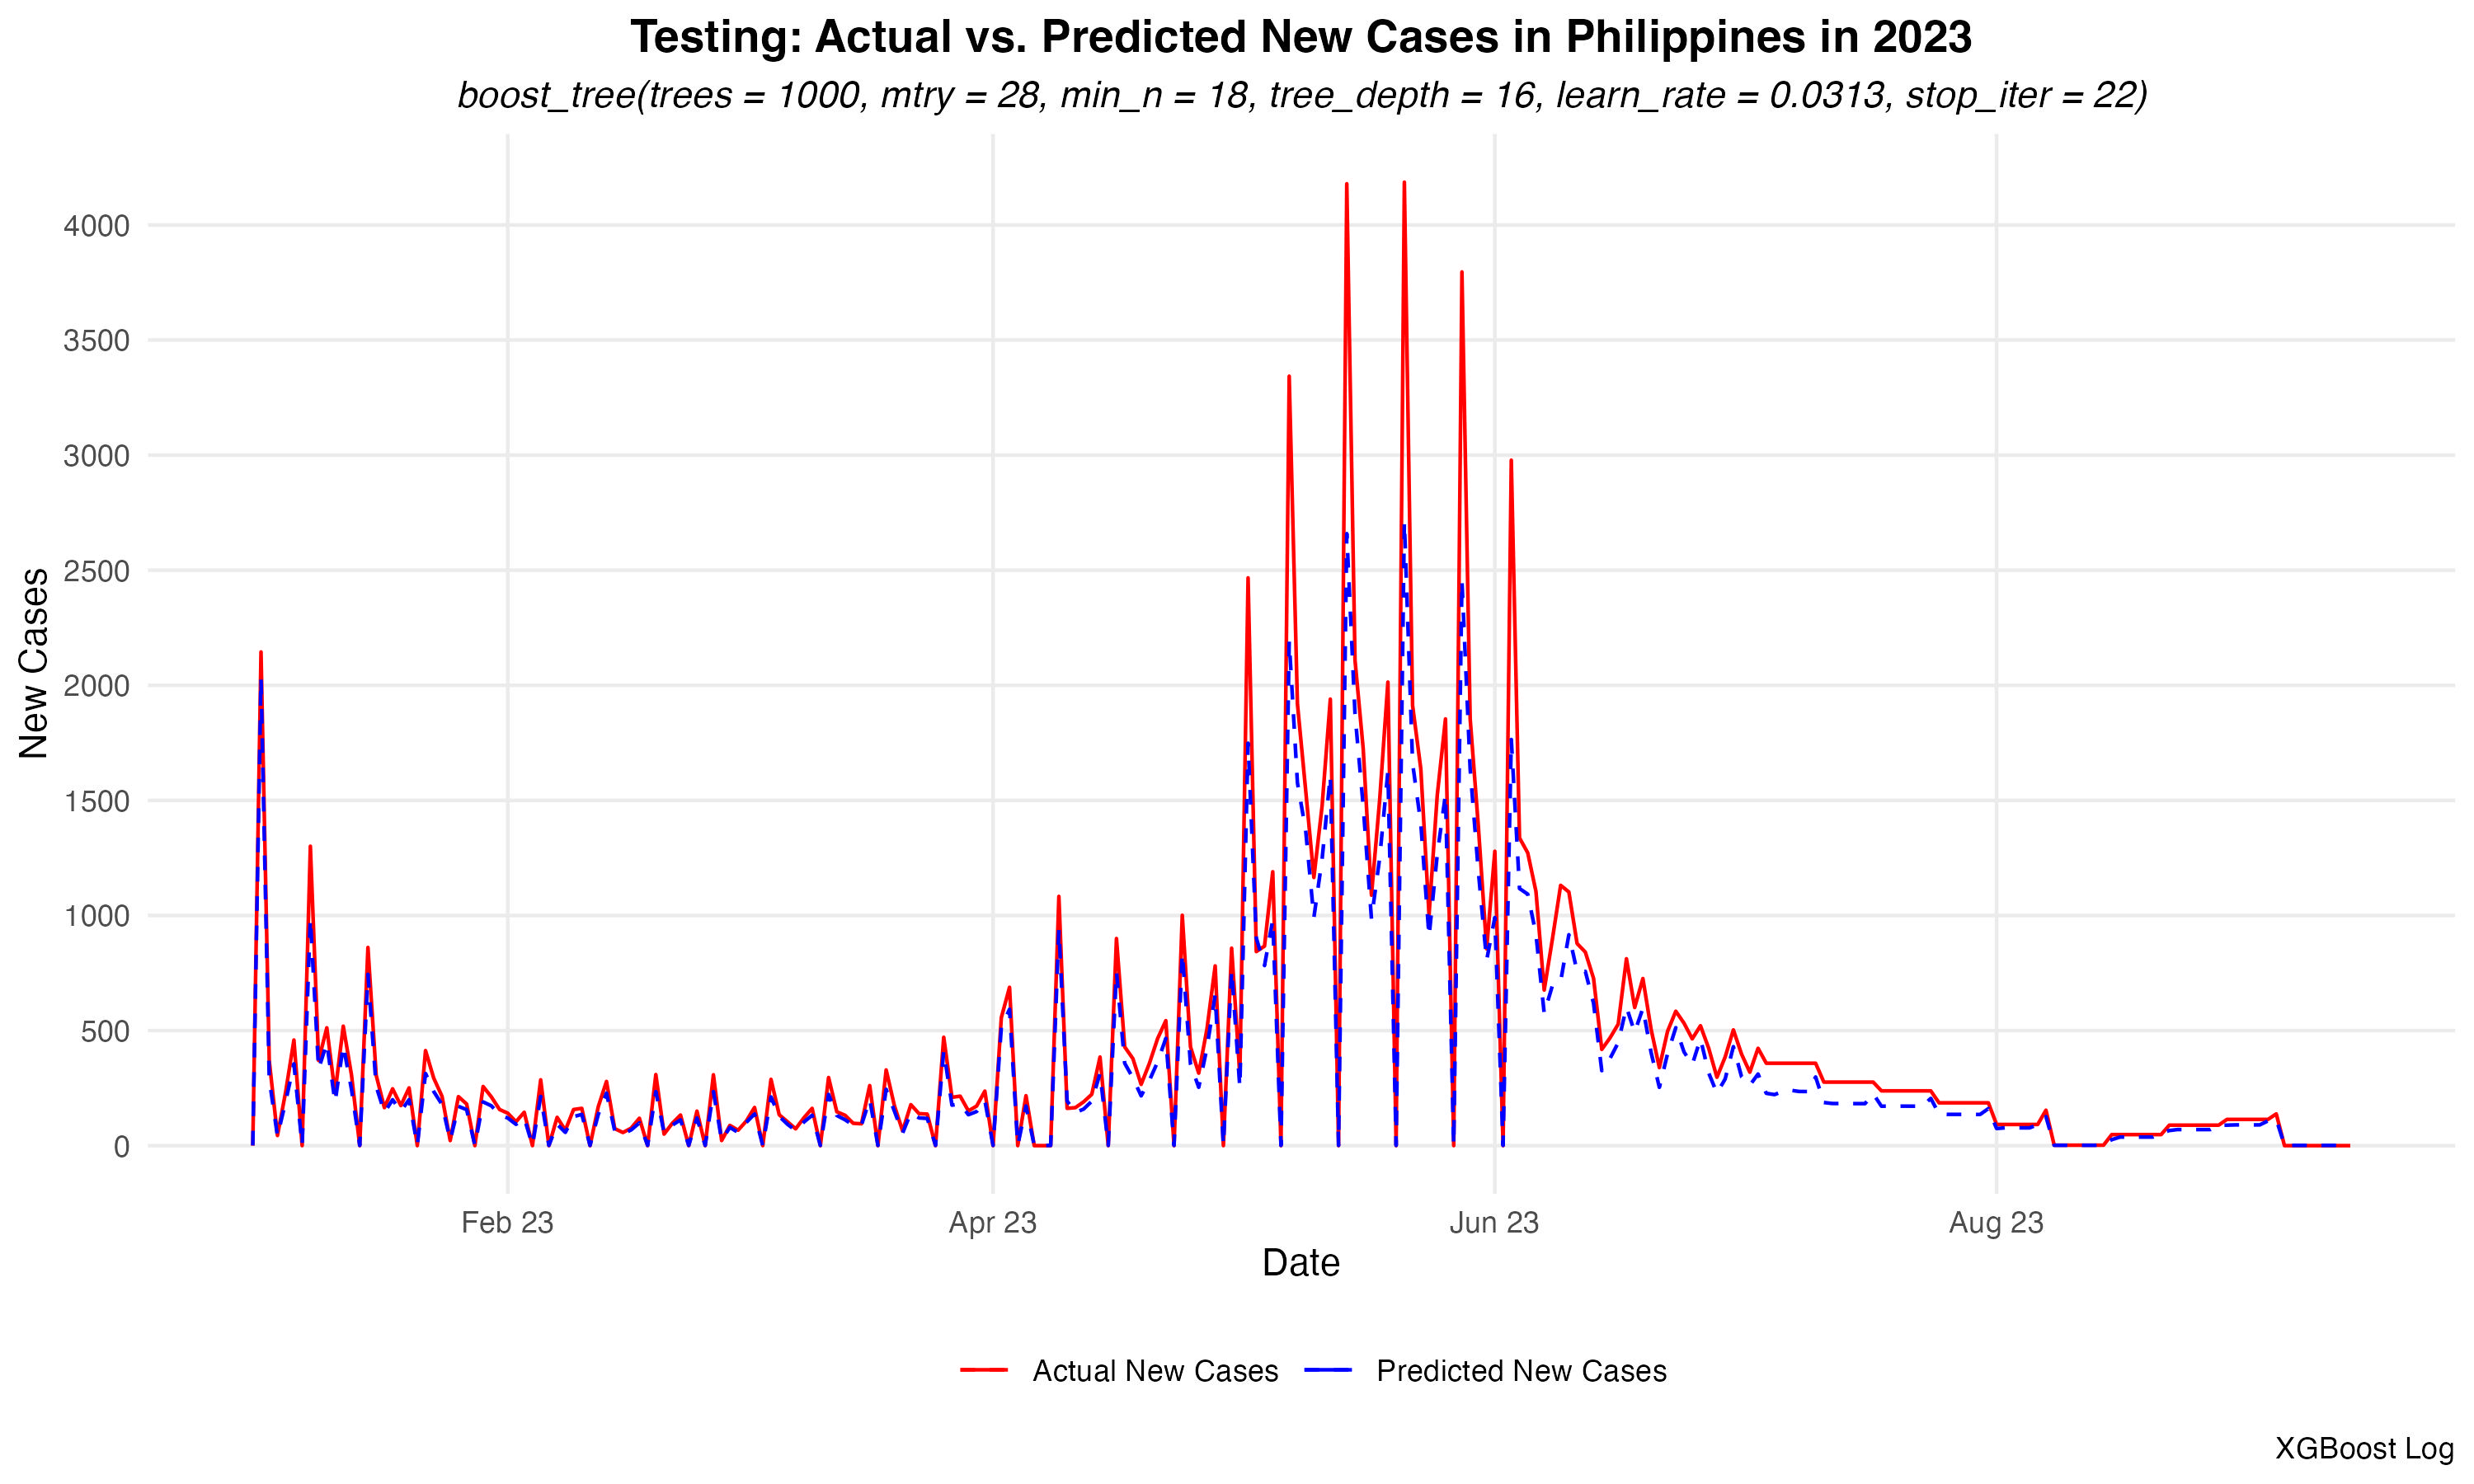 Testing: Actual vs. Predicted New Cases in Philippines in 2023
boost_tree(trees = 1000, mtry = 28, min_n = 18, tree_depth = 16, learn_rate = 0.0313, stop_iter = 22)
New Cases
4000
3500
3000
2500
2000
1500
1000
500
0
Feb 23 Apr 23 Jun 23 Aug 23
Date
Actual New Cases Predicted New Cases
XGBoost Log